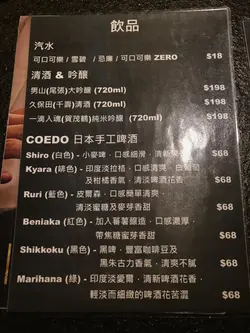 飲品
汽水
可口可樂 / 雪碧 / 忌廉 / 可口可樂 ZERO $18
清酒 & 吟釀
男山(尾張)大吟釀 (720ml) $198
久保田(千壽)清酒 (720ml) $198
一滴入魂(賀茂鶴)純米吟釀 (720ml) $198
COEDO 日本手工啤酒
Shiro (白色) - 小麥啤，口感細滑，清新 $68
Kyara (緋色) - 印度淡拉格，口感清爽，白葡萄
及柑橘香氣，清淡啤酒花香 $68
Ruri (藍色) - 皮爾森，口感簡單清爽，
清淡蜜糖及麥芽香甜 $68
Beniaka (紅色) - 加入蕃薯釀造，口感濃厚，
帶焦糖蜜芽香甜 $68
Shikkoku (黑色) - 黑啤，豐富咖啡豆及
黑朱古力香氣，清爽不膩 $68
Marihana (綠) - 印度淡愛爾，清新啤酒花香，
輕淡而細緻的啤酒花苦澀 $68